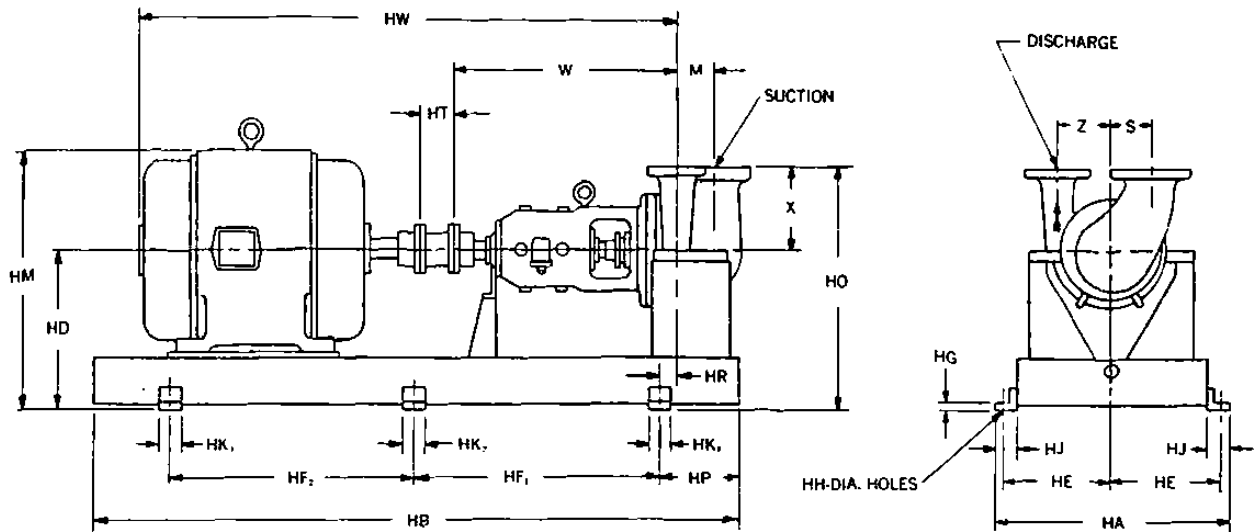 HW
DISCHARGE
W
M
SUCTION
HT
Z
S
X
HM
HO
HD
HG
HR
HK₁
HK₂
HK₁
HJ
HJ
HF₂
HF₁
HP
HH-DIA. HOLES
HE
HE
HB
HA